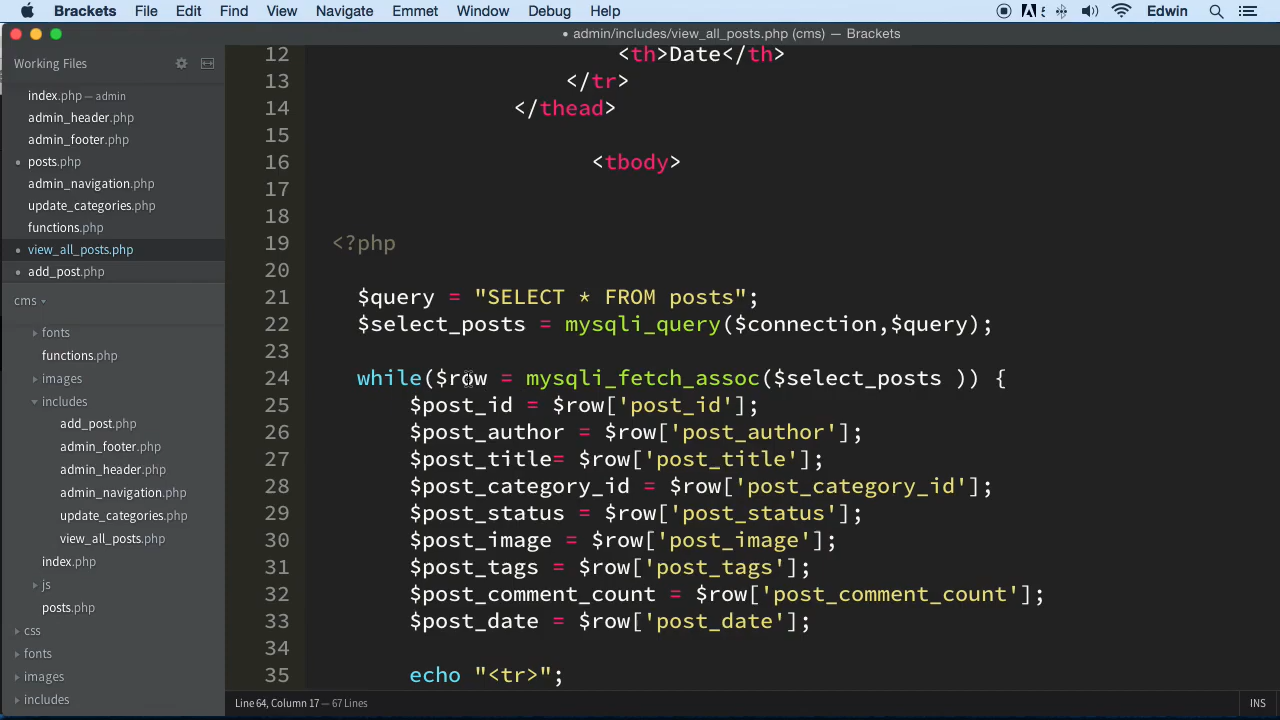 Brackets File Edit Find View Navigate Emmet Window Debug Help Edwin
• admin/includes/view_all_posts.php (cms) — Brackets
Working Files
index.php — admin
admin_header.php
admin_footer.php
• posts.php
admin_navigation.php
update_categories.php
functions.php
• view_all_posts.php
• add_post.php
cms
fonts
functions.php
images
includes
add_post.php
admin_footer.php
admin_header.php
admin_navigation.php
update_categories.php
view_all_posts.php
index.php
js
posts.php
css
fonts
images
includes
12 <th>Date</th>
13 </tr>
14 </thead>
15
16 <tbody>
17
18
19 <?php
20
21 $query = "SELECT * FROM posts";
22 $select_posts = mysqli_query($connection,$query);
23
24 while($row = mysqli_fetch_assoc($select_posts )) {
25 $post_id = $row['post_id'];
26 $post_author = $row['post_author'];
27 $post_title= $row['post_title'];
28 $post_category_id = $row['post_category_id'];
29 $post_status = $row['post_status'];
30 $post_image = $row['post_image'];
31 $post_tags = $row['post_tags'];
32 $post_comment_count = $row['post_comment_count'];
33 $post_date = $row['post_date'];
34
35 echo "<tr>";
Line 64, Column 17 — 67 Lines
INS